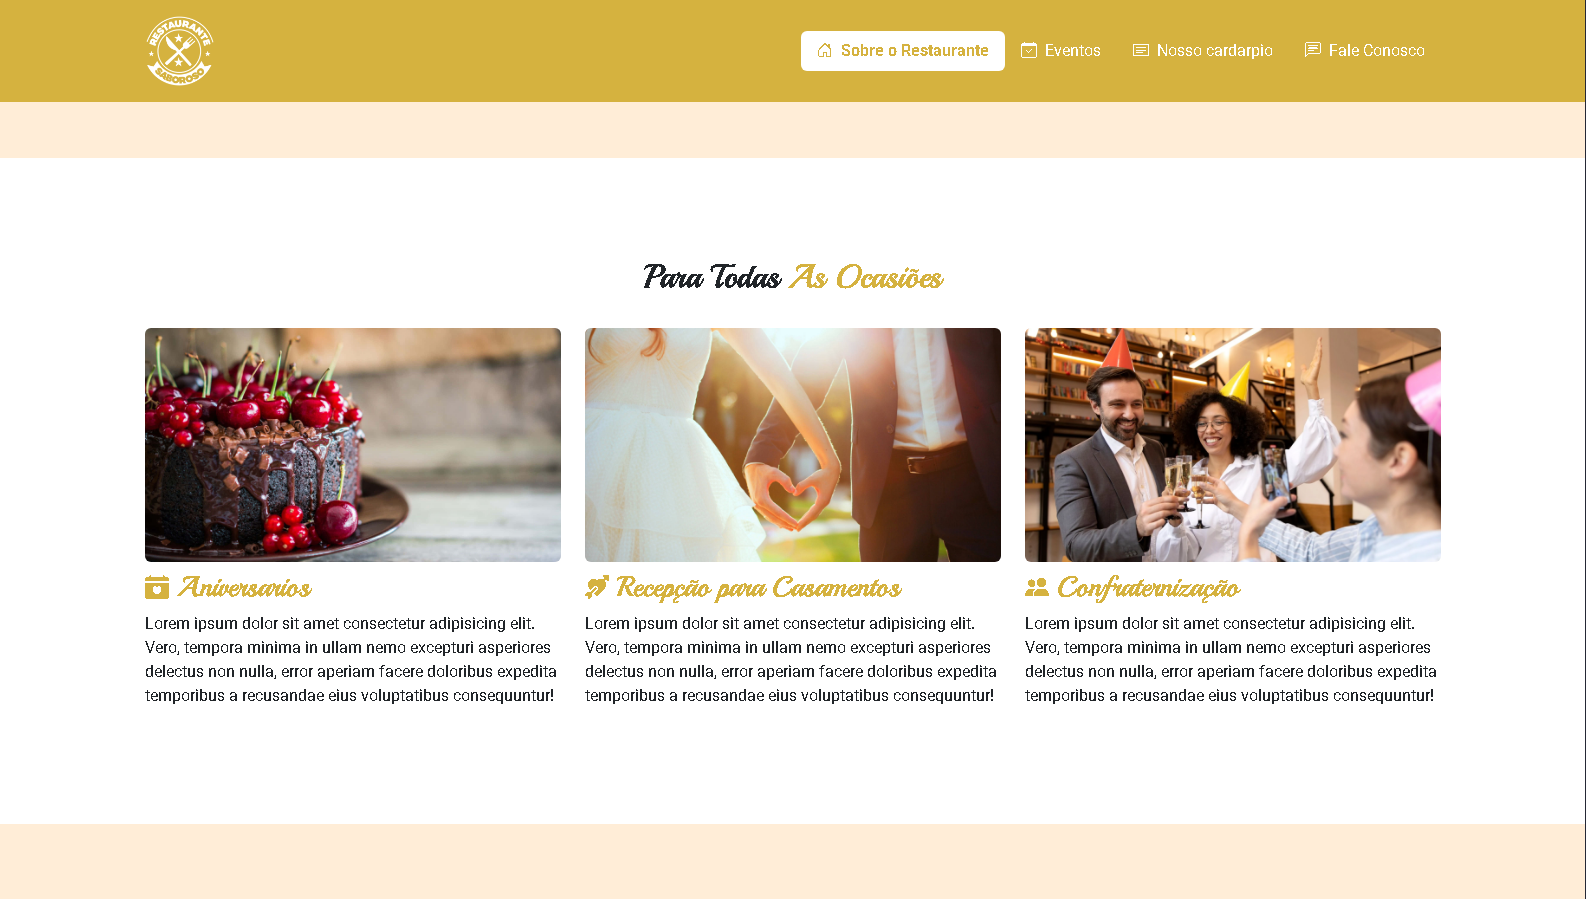 RESTAURANTE
SABOROSO
Sobre o Restaurante
Eventos
Nosso cardarpio
Fale Conosco
Para Todas As Ocasiões
Aniversarios
Lorem ipsum dolor sit amet consectetur adipisicing elit.
Vero, tempora minima in ullam nemo excepturi asperiores
delectus non nulla, error aperiam facere doloribus expedita
temporibus a recusandae eius voluptatibus consequuntur!
Recepção para Casamentos
Lorem ipsum dolor sit amet consectetur adipisicing elit.
Vero, tempora minima in ullam nemo excepturi asperiores
delectus non nulla, error aperiam facere doloribus expedita
temporibus a recusandae eius voluptatibus consequuntur!
Confraternização
Lorem ipsum dolor sit amet consectetur adipisicing elit.
Vero, tempora minima in ullam nemo excepturi asperiores
delectus non nulla, error aperiam facere doloribus expedita
temporibus a recusandae eius voluptatibus consequuntur!